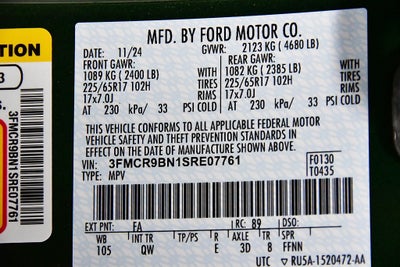 MFD. BY FORD MOTOR CO.
DATE: 11/24 GVWR: 2123 KG ( 4680 LB)
FRONT GAWR: REAR GAWR:
1089 KG ( 2400 LB) WITH 1082 KG ( 2385 LB) WITH
225/65R17 102H TIRES 225/65R17 102H TIRES
17x7.0J RIMS 17x7.0J RIMS
AT 230 kPa/ 33 PSI COLD AT 230 kPa/ 33 PSI COLD
THIS VEHICLE CONFORMS TO ALL APPLICABLE FEDERAL MOTOR
VEHICLE SAFETY AND THEFT PREVENTION STANDARDS IN
EFFECT ON THE DATE OF MANUFACTURE SHOWN ABOVE.
VIN: 3FMCR9BN1SRE07761 F0130
TYPE: MPV T0435
EXT PNT: FA RC: 89 DSO:
WB INT TR TP/PS R AXLE TR SPR
105 QW E 3D 8 FFNN
UTC ▽ RU5A-1520472-AA
TION
3
3FMCR9BN1SRE07761